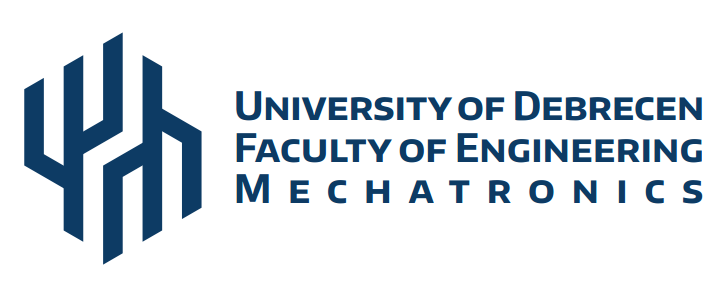 UNIVERSITY OF DEBRECEN
FACULTY OF ENGINEERING
MECHATRONICS